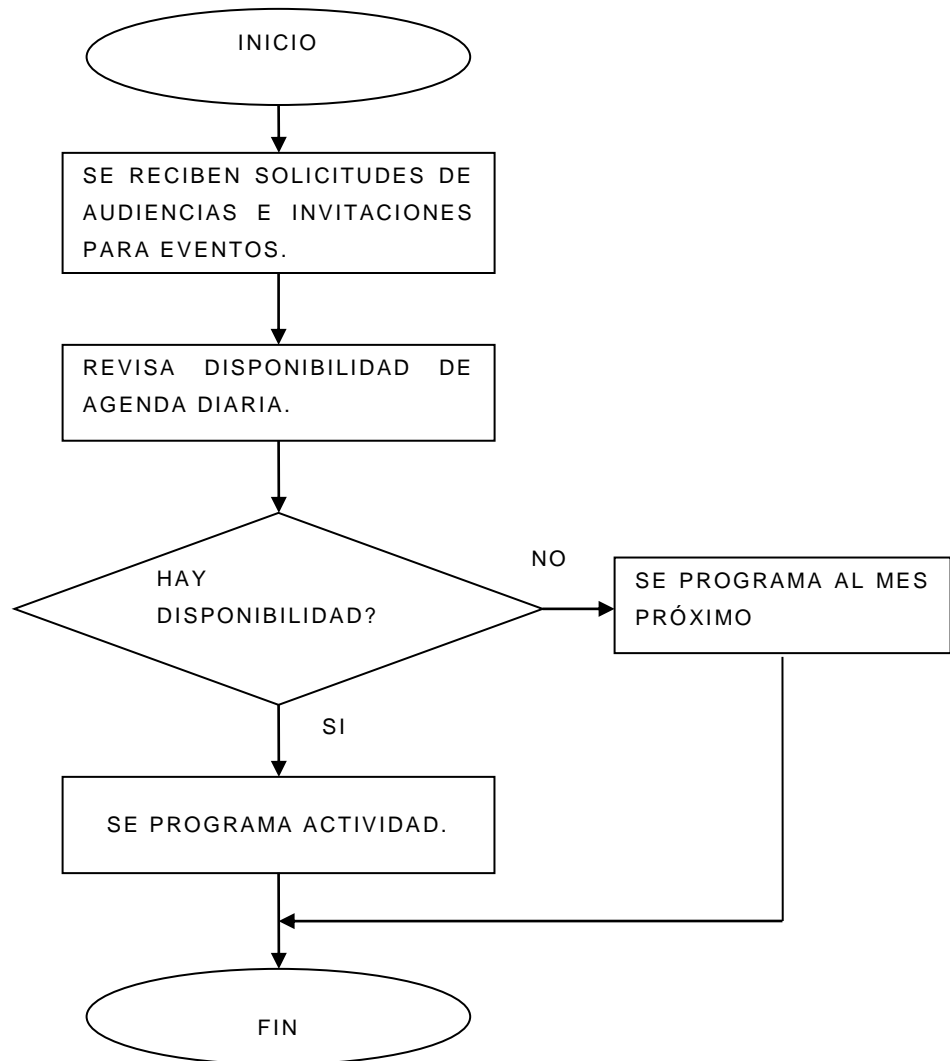 INICIO
SE RECIBEN SOLICITUDES DE
AUDIENCIAS E INVITACIONES
PARA EVENTOS.
REVISA DISPONIBILIDAD DE
AGENDA DIARIA.
HAY
DISPONIBILIDAD?
NO
SE PROGRAMA AL MES
PRÓXIMO
SI
SE PROGRAMA ACTIVIDAD.
FIN